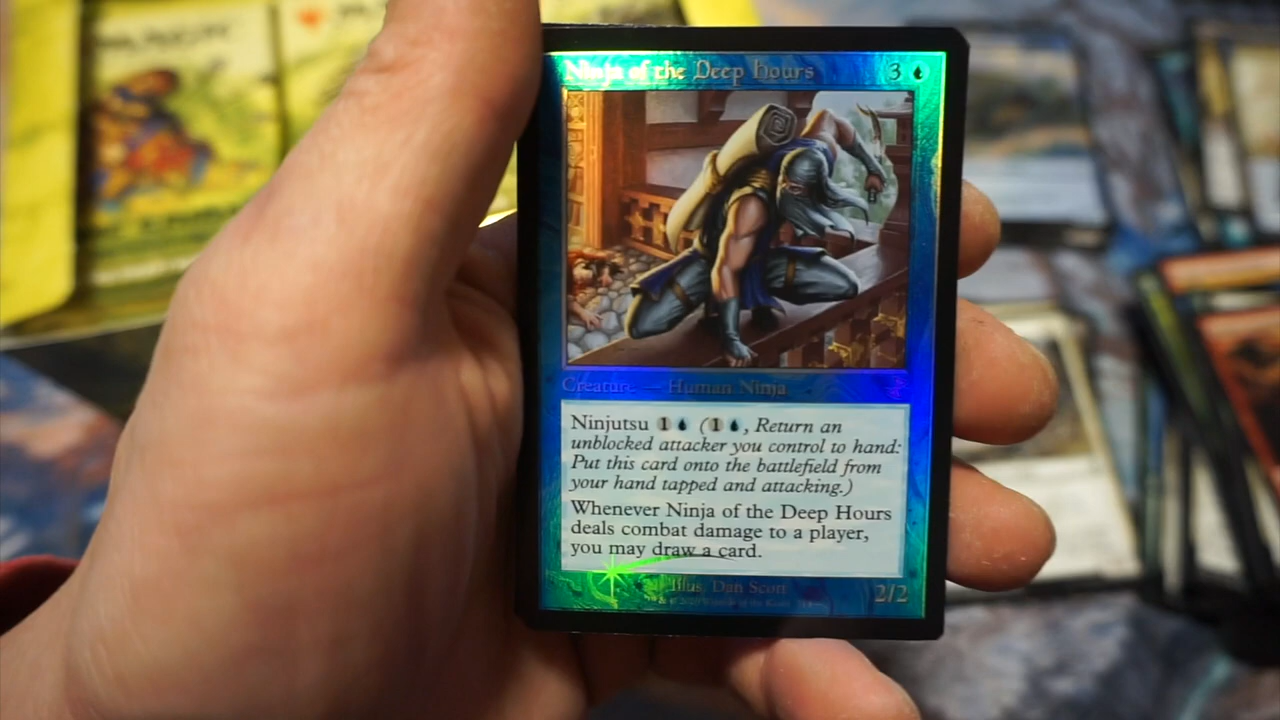 Ninja of the Deep Hours 3
Creature — Human Ninja
Ninjutsu 1 (1, Return an
unblocked attacker you control to hand:
Put this card onto the battlefield from
your hand tapped and attacking.)
Whenever Ninja of the Deep Hours
deals combat damage to a player,
you may draw a card.
Illus. Dan Scott
2/2